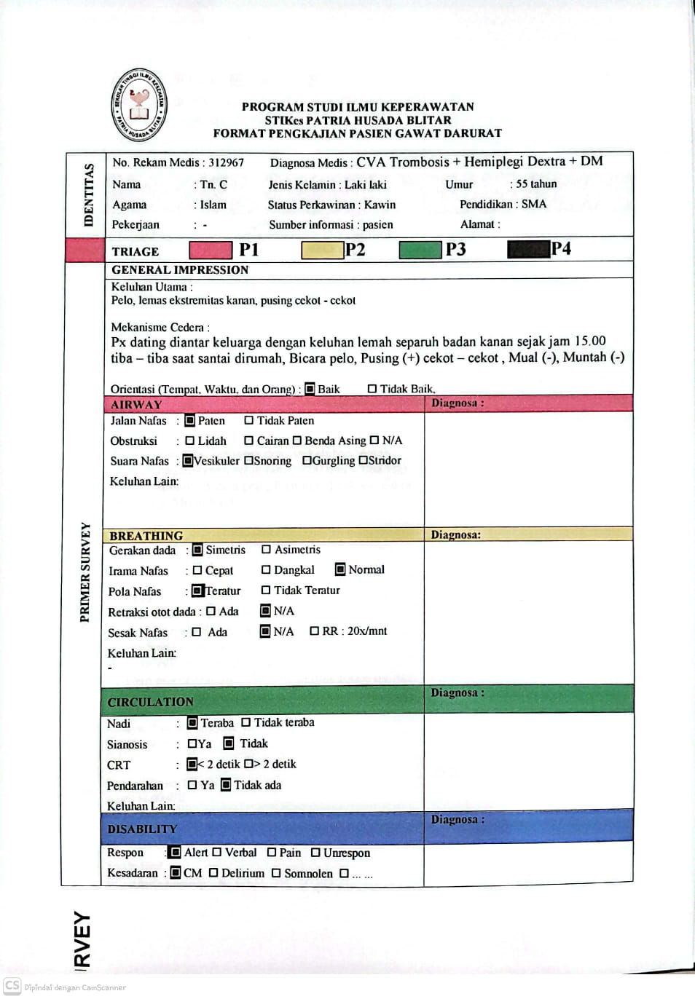 SEKOLAH TINGGI ILMU KESEHATAN
PATRIA HUSADA BLITAR
PROGRAM STUDI ILMU KEPERAWATAN
STIKes PATRIA HUSADA BLITAR
FORMAT PENGKAJIAN PASIEN GAWAT DARURAT
IDENTITAS
No. Rekam Medis : 312967 Diagnosa Medis : CVA Trombosis + Hemiplegi Dextra + DM
Nama : Tn. C Jenis Kelamin : Laki laki Umur : 55 tahun
Agama : Islam Status Perkawinan : Kawin Pendidikan : SMA
Pekerjaan : - Sumber informasi : pasien Alamat :
TRIAGE P1 P2 P3 P4
PRIMER SURVEY
GENERAL IMPRESSION
Keluhan Utama :
Pelo, lemas ekstremitas kanan, pusing cekot - cekot
Mekanisme Cedera :
Px dating diantar keluarga dengan keluhan lemah separuh badan kanan sejak jam 15.00
tiba – tiba saat santai dirumah, Bicara pelo, Pusing (+) cekot – cekot , Mual (-), Muntah (-)
Orientasi (Tempat, Waktu, dan Orang) : ▣ Baik ☐ Tidak Baik,
AIRWAY Diagnosa :
Jalan Nafas : ▣ Paten ☐ Tidak Paten
Obstruksi : ☐ Lidah ☐ Cairan ☐ Benda Asing ☐ N/A
Suara Nafas : ▣Vesikuler ☐Snoring ☐Gurgling ☐Stridor
Keluhan Lain:
BREATHING Diagnosa:
Gerakan dada : ▣ Simetris ☐ Asimetris
Irama Nafas : ☐ Cepat ☐ Dangkal ▣ Normal
Pola Nafas : ▣Teratur ☐ Tidak Teratur
Retraksi otot dada : ☐ Ada ▣ N/A
Sesak Nafas : ☐ Ada ▣ N/A ☐ RR : 20x/mnt
Keluhan Lain:
-
CIRCULATION Diagnosa :
Nadi : ▣ Teraba ☐ Tidak teraba
Sianosis : ☐Ya ▣ Tidak
CRT : ▣< 2 detik ☐> 2 detik
Pendarahan : ☐ Ya ▣ Tidak ada
Keluhan Lain:
DISABILITY Diagnosa :
Respon : ▣ Alert ☐ Verbal ☐ Pain ☐ Unrespon
Kesadaran : ▣ CM ☐ Delirium ☐ Somnolen ☐ ... ...
RVEY
CS Dipindai dengan CamScanner